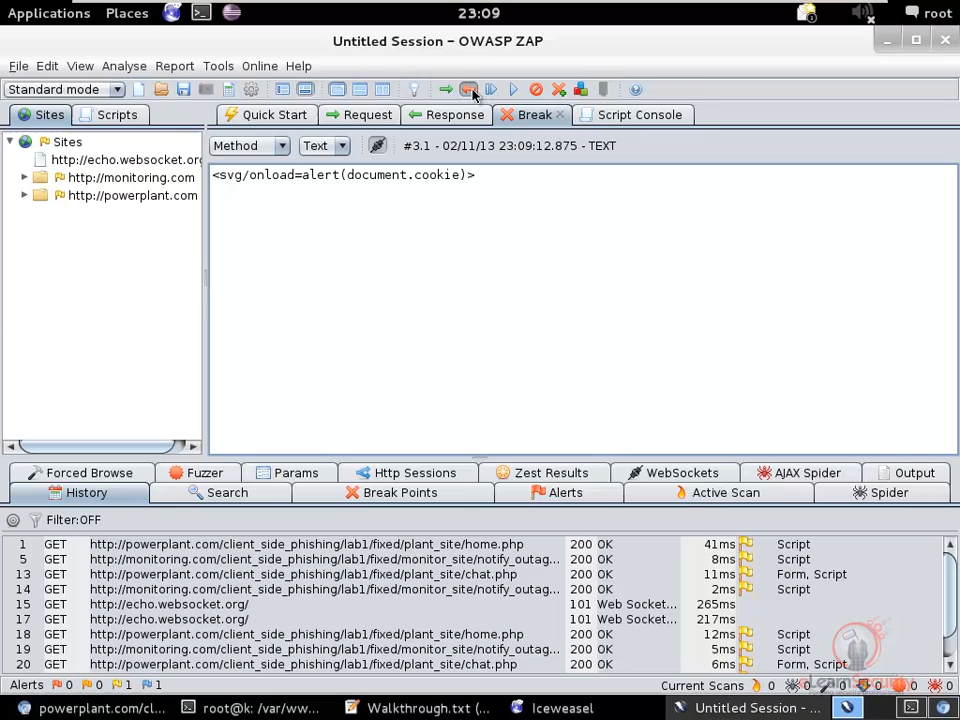 Applications Places 23:09 root
Untitled Session - OWASP ZAP
File Edit View Analyse Report Tools Online Help
Standard mode
Sites Scripts Quick Start Request Response Break Script Console
Sites
http://echo.websocket.org
http://monitoring.com
http://powerplant.com
Method Text #3.1 - 02/11/13 23:09:12.875 - TEXT
<svg/onload=alert(document.cookie)>
Forced Browse Fuzzer Params Http Sessions Zest Results WebSockets AJAX Spider Output
History Search Break Points Alerts Active Scan Spider
Filter:OFF
1 GET http://powerplant.com/client_side_phishing/lab1/fixed/plant_site/home.php 200 OK 41ms Script
5 GET http://monitoring.com/client_side_phishing/lab1/fixed/monitor_site/notify_outag... 200 OK 8ms Script
13 GET http://powerplant.com/client_side_phishing/lab1/fixed/plant_site/chat.php 200 OK 11ms Form, Script
14 GET http://monitoring.com/client_side_phishing/lab1/fixed/monitor_site/notify_outag... 200 OK 2ms Script
15 GET http://echo.websocket.org/ 101 Web Socket... 265ms
17 GET http://echo.websocket.org/ 101 Web Socket... 217ms
18 GET http://powerplant.com/client_side_phishing/lab1/fixed/plant_site/home.php 200 OK 12ms Script
19 GET http://monitoring.com/client_side_phishing/lab1/fixed/monitor_site/notify_outag... 200 OK 5ms Script
20 GET http://powerplant.com/client_side_phishing/lab1/fixed/plant_site/chat.php 200 OK 6ms Form, Script
eLearnSecurity
Alerts 0 0 1 1 Current Scans 0 0 0 0 0 0
powerplant.com/cl... root@k: /var/ww... Walkthrough.txt (... Iceweasel Untitled Session - ...